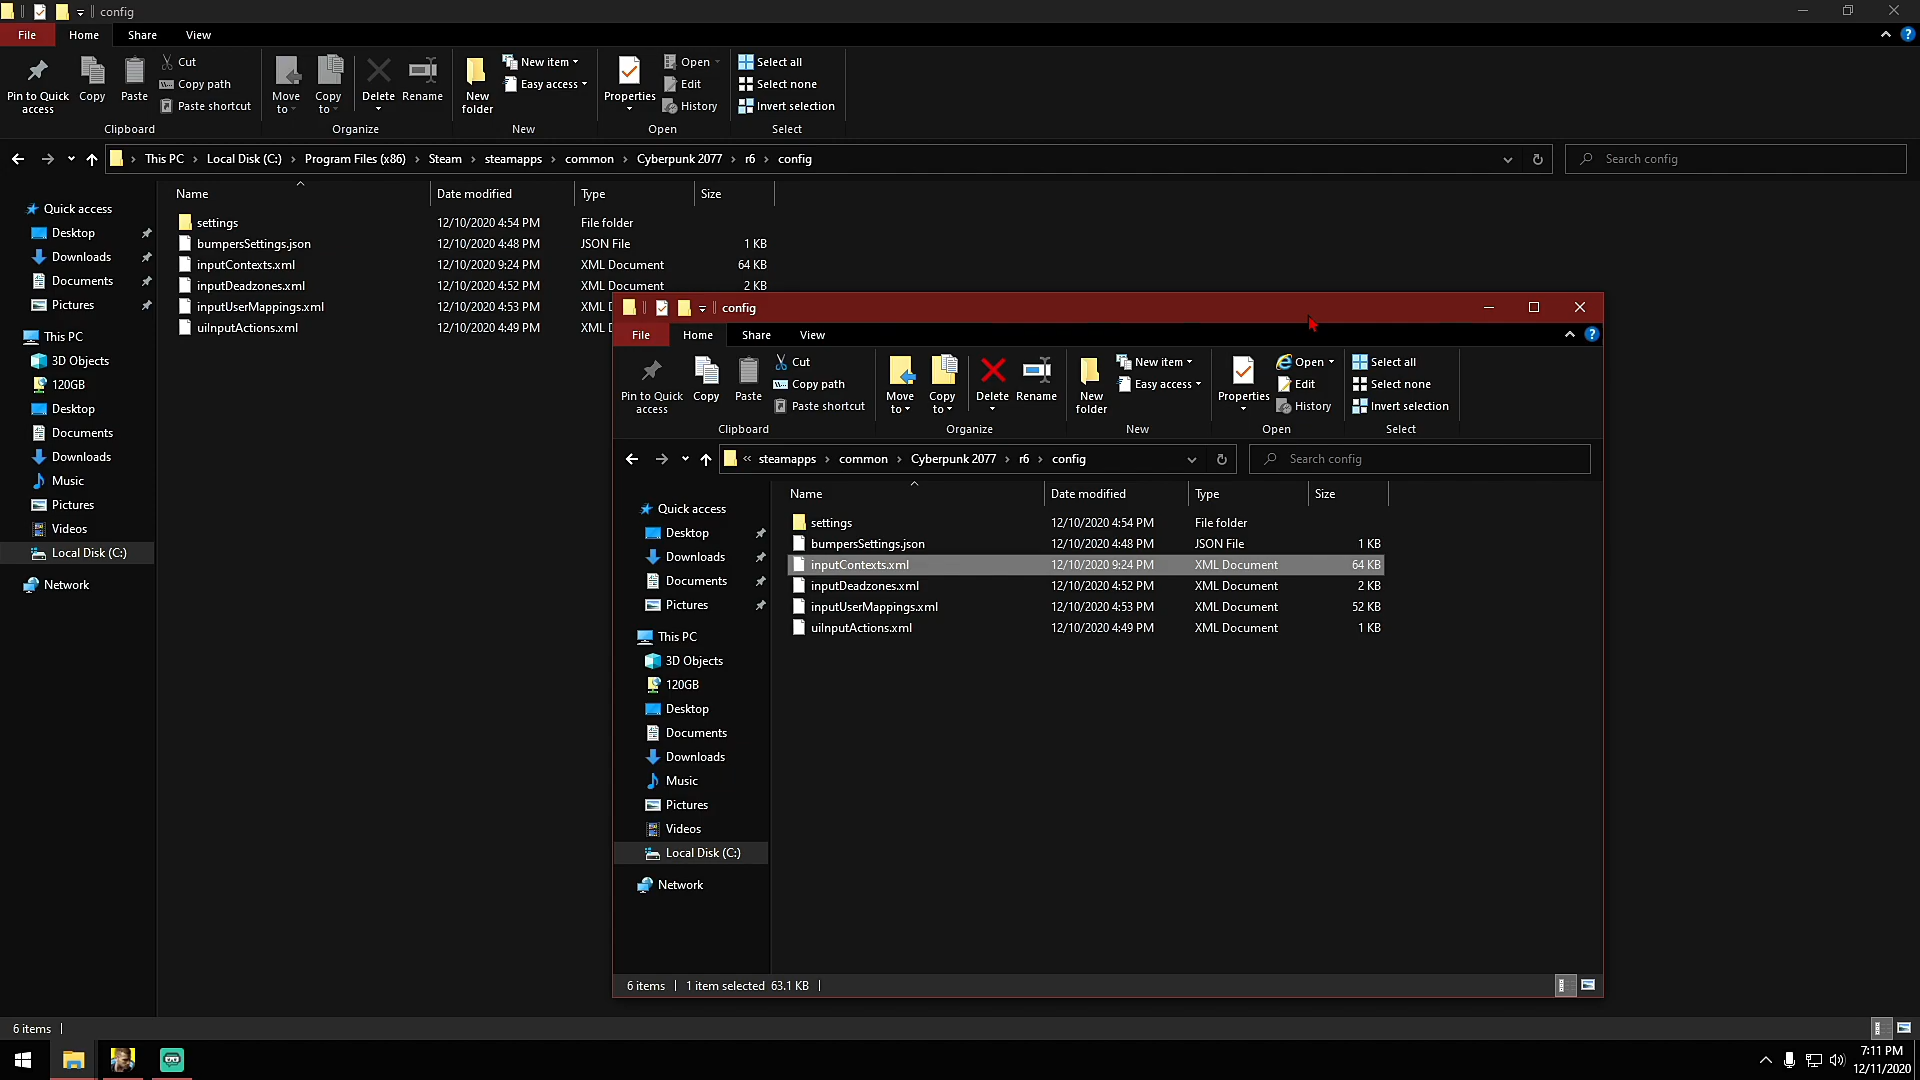 config
File Home Share View
Pin to Quick access
Copy
Paste
Cut
Copy path
Paste shortcut
Clipboard
Move to
Copy to
Delete
Rename
Organize
New folder
New item
Easy access
New
Properties
Open
Edit
History
Open
Select all
Select none
Invert selection
Select
This PC › Local Disk (C:) › Program Files (x86) › Steam › steamapps › common › Cyberpunk 2077 › r6 › config
Search config
Name Date modified Type Size
settings 12/10/2020 4:54 PM File folder
bumpersSettings.json 12/10/2020 4:48 PM JSON File 1 KB
inputContexts.xml 12/10/2020 9:24 PM XML Document 64 KB
inputDeadzones.xml 12/10/2020 4:52 PM XML Document 2 KB
inputUserMappings.xml 12/10/2020 4:53 PM XML
uiInputActions.xml 12/10/2020 4:49 PM XML
Quick access
Desktop
Downloads
Documents
Pictures
This PC
3D Objects
120GB
Desktop
Documents
Downloads
Music
Pictures
Videos
Local Disk (C:)
Network
6 items
config
File Home Share View
Pin to Quick access
Copy
Paste
Cut
Copy path
Paste shortcut
Clipboard
Move to
Copy to
Delete
Rename
Organize
New folder
New item
Easy access
New
Properties
Open
Edit
History
Open
Select all
Select none
Invert selection
Select
« steamapps › common › Cyberpunk 2077 › r6 › config
Search config
Name Date modified Type Size
settings 12/10/2020 4:54 PM File folder
bumpersSettings.json 12/10/2020 4:48 PM JSON File 1 KB
inputContexts.xml 12/10/2020 9:24 PM XML Document 64 KB
inputDeadzones.xml 12/10/2020 4:52 PM XML Document 2 KB
inputUserMappings.xml 12/10/2020 4:53 PM XML Document 52 KB
uiInputActions.xml 12/10/2020 4:49 PM XML Document 1 KB
Quick access
Desktop
Downloads
Documents
Pictures
This PC
3D Objects
120GB
Desktop
Documents
Downloads
Music
Pictures
Videos
Local Disk (C:)
Network
6 items 1 item selected 63.1 KB
7:11 PM
12/11/2020